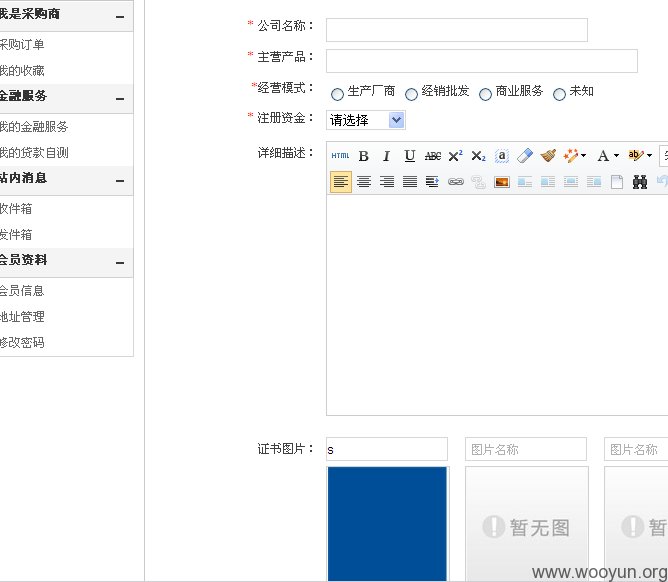 我是采购商
采购订单
我的收藏
金融服务
我的金融服务
我的贷款自测
站内消息
收件箱
发件箱
会员资料
会员信息
地址管理
修改密码
* 公司名称：
* 主营产品：
*经营模式： 生产厂商 经销批发 商业服务 未知
* 注册资金： 请选择
详细描述：
HTML B I U ABC X² X₂ a A ab
证书图片： s 图片名称 图片名称
暂无图 暂
www.wooyun.org